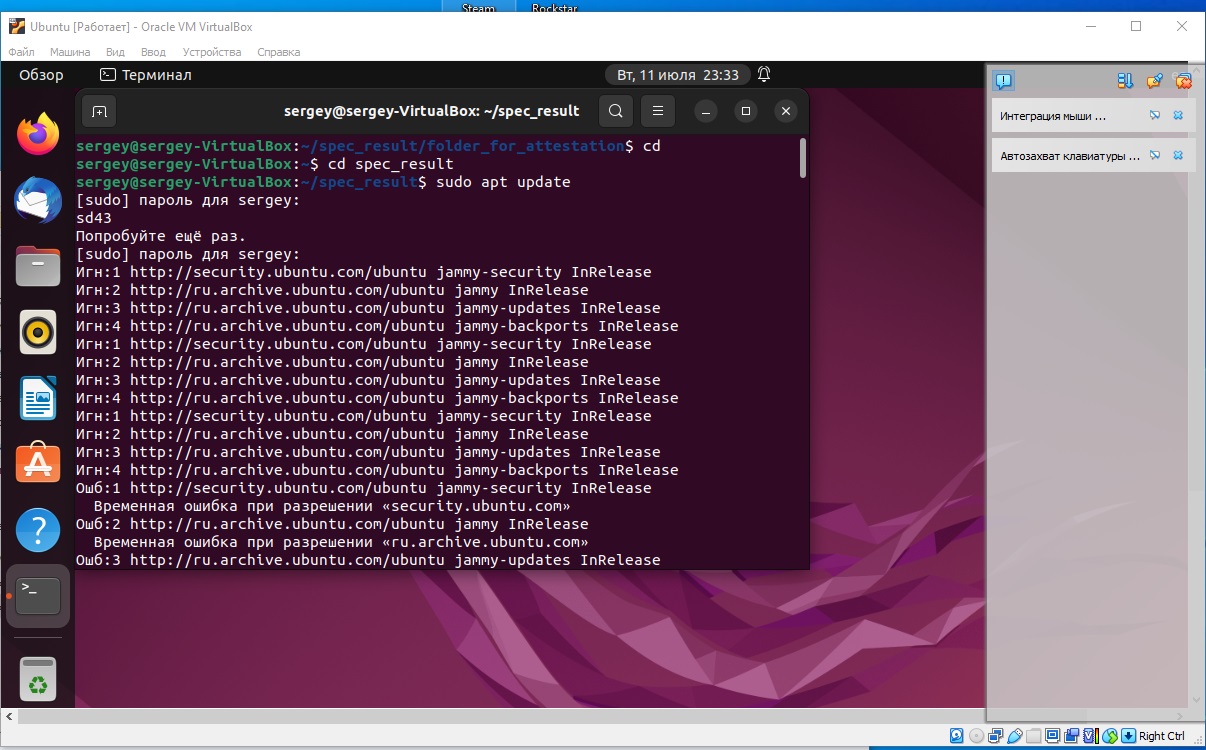 Steam Rockstar
Ubuntu [Работает] - Oracle VM VirtualBox
Файл Машина Вид Ввод Устройства Справка
Обзор Терминал Вт, 11 июля 23:33
sergey@sergey-VirtualBox: ~/spec_result
sergey@sergey-VirtualBox:~/spec_result/folder_for_attestation$ cd
sergey@sergey-VirtualBox:~$ cd spec_result
sergey@sergey-VirtualBox:~/spec_result$ sudo apt update
[sudo] пароль для sergey:
sd43
Попробуйте ещё раз.
[sudo] пароль для sergey:
Игн:1 http://security.ubuntu.com/ubuntu jammy-security InRelease
Игн:2 http://ru.archive.ubuntu.com/ubuntu jammy InRelease
Игн:3 http://ru.archive.ubuntu.com/ubuntu jammy-updates InRelease
Игн:4 http://ru.archive.ubuntu.com/ubuntu jammy-backports InRelease
Игн:1 http://security.ubuntu.com/ubuntu jammy-security InRelease
Игн:2 http://ru.archive.ubuntu.com/ubuntu jammy InRelease
Игн:3 http://ru.archive.ubuntu.com/ubuntu jammy-updates InRelease
Игн:4 http://ru.archive.ubuntu.com/ubuntu jammy-backports InRelease
Игн:1 http://security.ubuntu.com/ubuntu jammy-security InRelease
Игн:2 http://ru.archive.ubuntu.com/ubuntu jammy InRelease
Игн:3 http://ru.archive.ubuntu.com/ubuntu jammy-updates InRelease
Игн:4 http://ru.archive.ubuntu.com/ubuntu jammy-backports InRelease
Ошб:1 http://security.ubuntu.com/ubuntu jammy-security InRelease
Временная ошибка при разрешении «security.ubuntu.com»
Ошб:2 http://ru.archive.ubuntu.com/ubuntu jammy InRelease
Временная ошибка при разрешении «ru.archive.ubuntu.com»
Ошб:3 http://ru.archive.ubuntu.com/ubuntu jammy-updates InRelease
Интеграция мыши ...
Автозахват клавиатуры ...
Right Ctrl